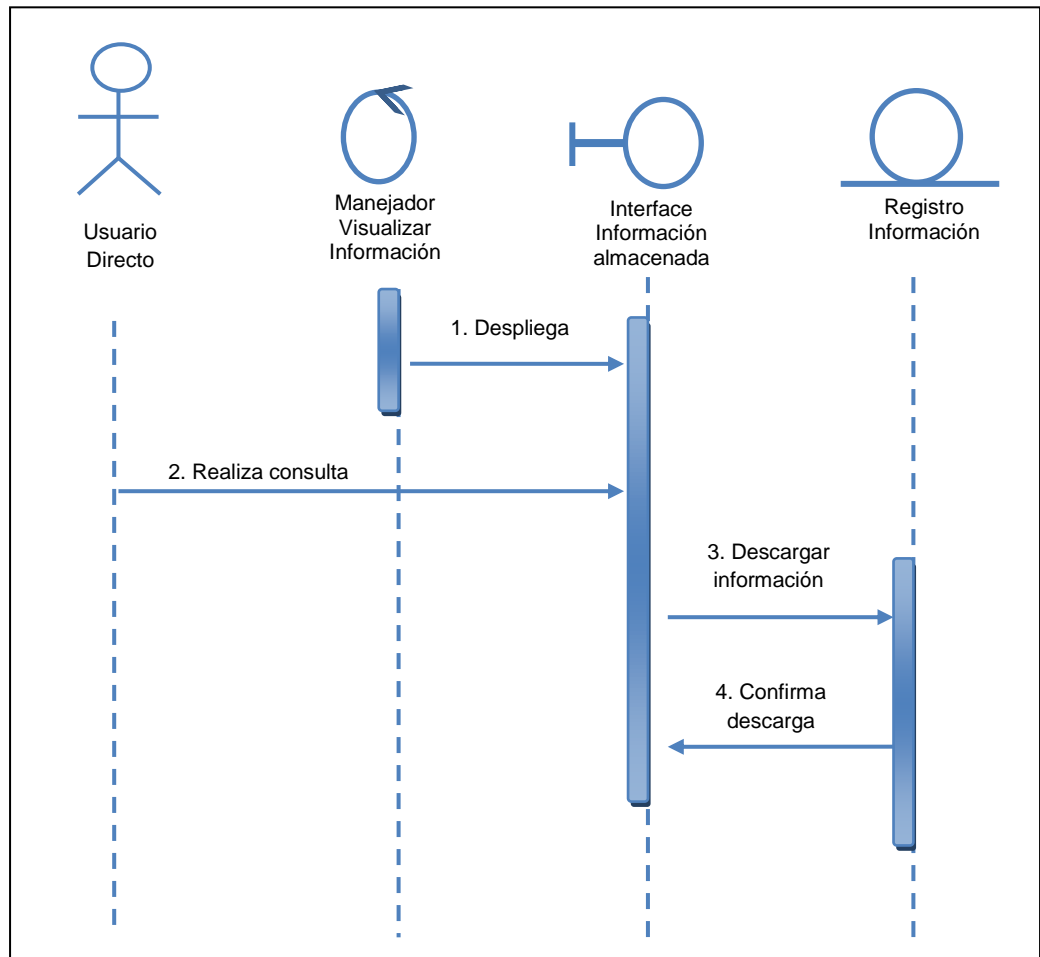 Usuario
Directo
Manejador
Visualizar
Información
Interface
Información
almacenada
Registro
Información
1. Despliega
2. Realiza consulta
3. Descargar
información
4. Confirma
descarga